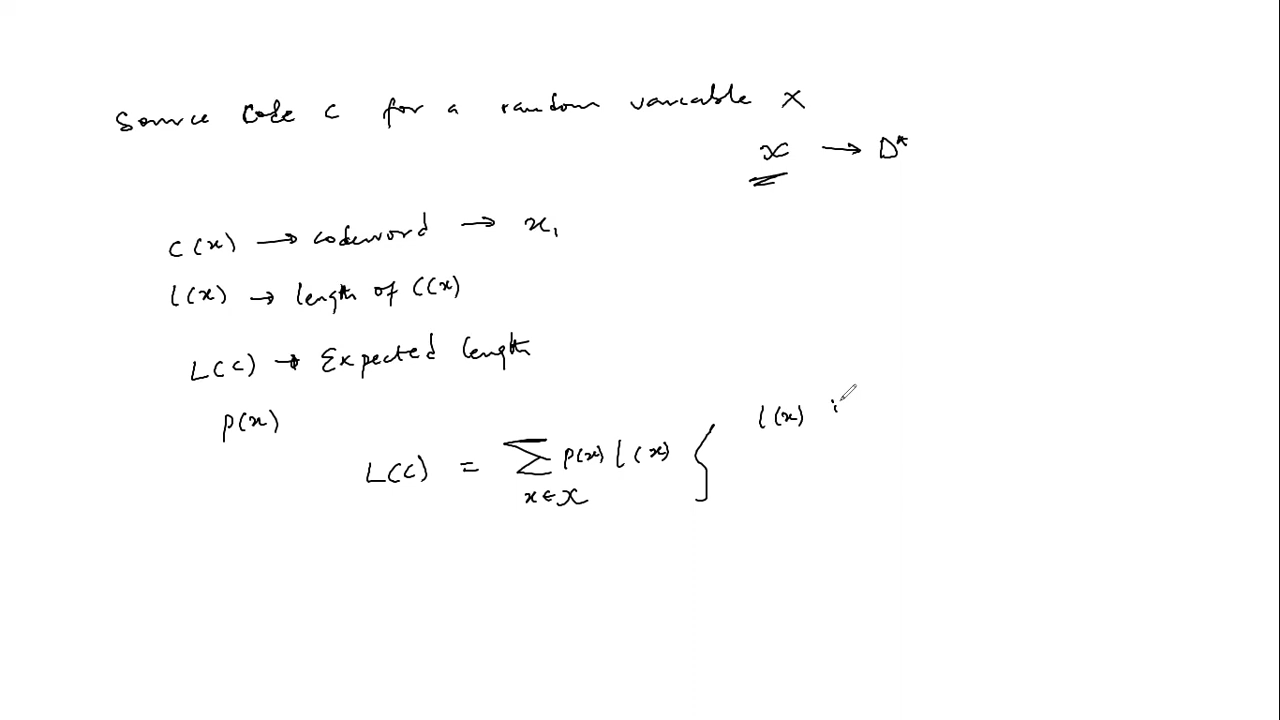 Source Code C for a random variable X
𝒳 → D*
C(x) → codeword → x₁
l(x) → length of C(x)
L(C) → Expected length
p(x)
l(x) i
L(C) = ∑ p(x) l(x) {
x ∈ 𝒳